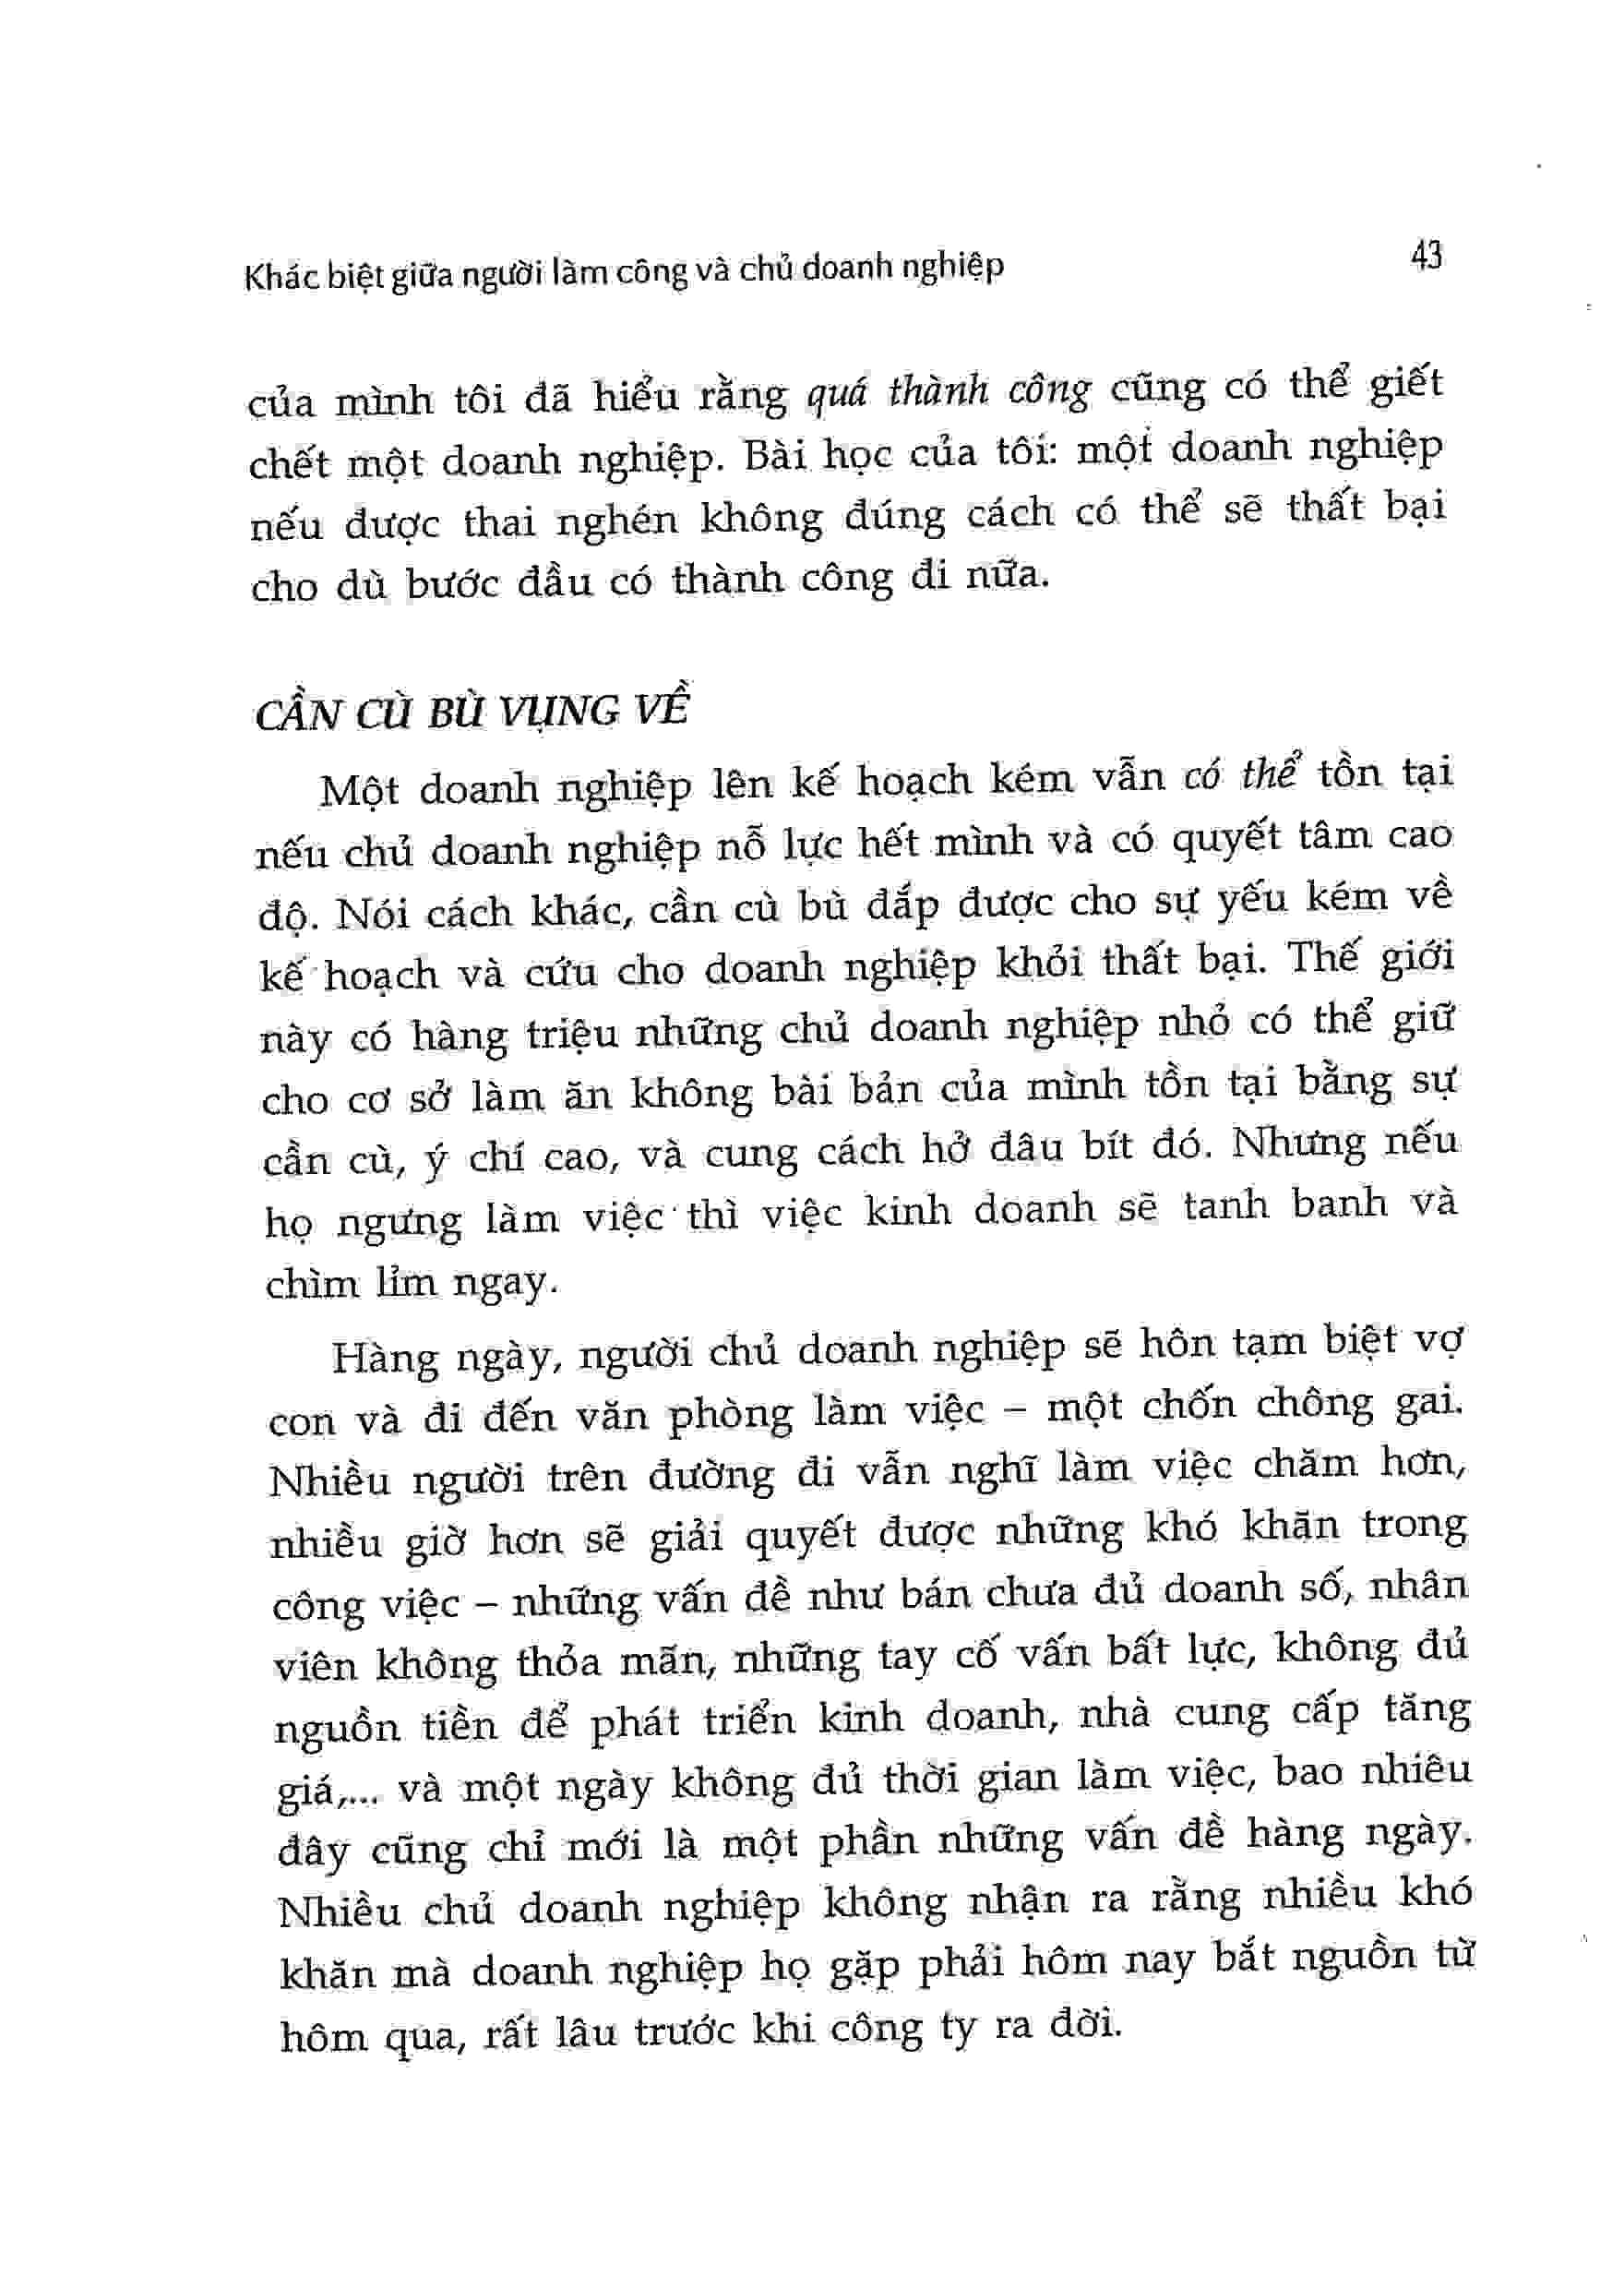 Khác biệt giữa người làm công và chủ doanh nghiệp 43
của mình tôi đã hiểu rằng quá thành công cũng có thể giết
chết một doanh nghiệp. Bài học của tôi: một doanh nghiệp
nếu được thai nghén không đúng cách có thể sẽ thất bại
cho dù bước đầu có thành công đi nữa.
CẦN CÙ BÙ VỤNG VỀ
Một doanh nghiệp lên kế hoạch kém vẫn có thể tồn tại
nếu chủ doanh nghiệp nỗ lực hết mình và có quyết tâm cao
độ. Nói cách khác, cần cù bù đắp được cho sự yếu kém về
kế hoạch và cứu cho doanh nghiệp khỏi thất bại. Thế giới
này có hàng triệu những chủ doanh nghiệp nhỏ có thể giữ
cho cơ sở làm ăn không bài bản của mình tồn tại bằng sự
cần cù, ý chí cao, và cung cách hở đâu bít đó. Nhưng nếu
họ ngưng làm việc thì việc kinh doanh sẽ tanh banh và
chìm lỉm ngay.
Hàng ngày, người chủ doanh nghiệp sẽ hôn tạm biệt vợ
con và đi đến văn phòng làm việc – một chốn chông gai.
Nhiều người trên đường đi vẫn nghĩ làm việc chăm hơn,
nhiều giờ hơn sẽ giải quyết được những khó khăn trong
công việc – những vấn đề như bán chưa đủ doanh số, nhân
viên không thỏa mãn, những tay cố vấn bất lực, không đủ
nguồn tiền để phát triển kinh doanh, nhà cung cấp tăng
giá,... và một ngày không đủ thời gian làm việc, bao nhiêu
đây cũng chỉ mới là một phần những vấn đề hàng ngày.
Nhiều chủ doanh nghiệp không nhận ra rằng nhiều khó
khăn mà doanh nghiệp họ gặp phải hôm nay bắt nguồn từ
hôm qua, rất lâu trước khi công ty ra đời.